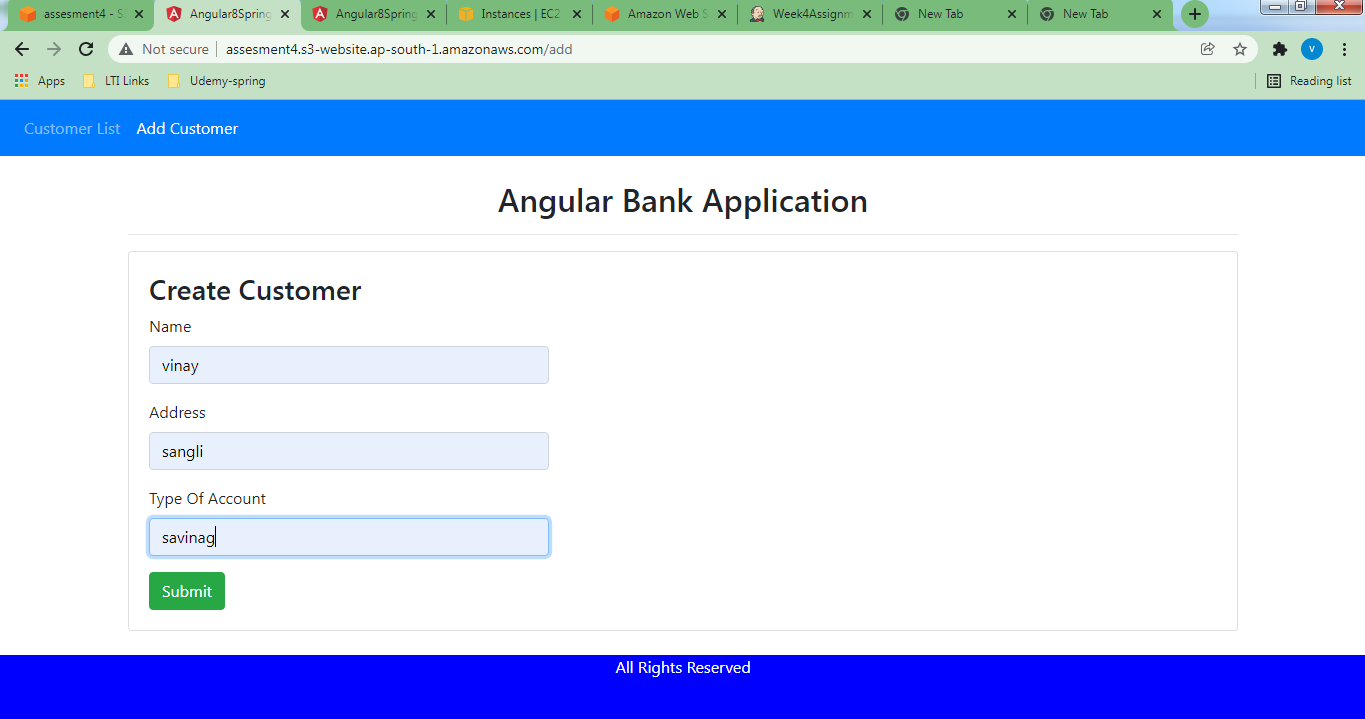 assesment4 - S
Angular8Spring
Angular8Spring
Instances | EC2
Amazon Web S
Week4Assignm
New Tab
New Tab
Not secure
assesment4.s3-website.ap-south-1.amazonaws.com/add
V
Apps
LTI Links
Udemy-spring
Reading list
Customer List
Add Customer
Angular Bank Application
Create Customer
Name
vinay
Address
sangli
Type Of Account
savinag
Submit
All Rights Reserved